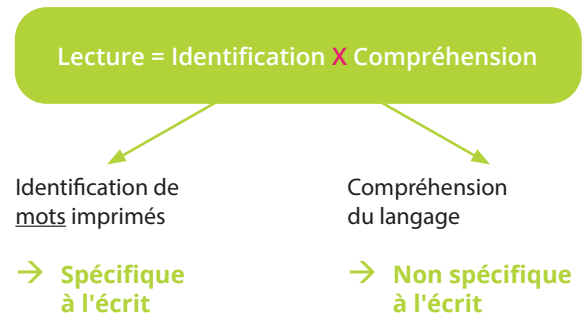 Lecture = Identification X Compréhension
Identification de
mots imprimés
→ Spécifique
à l'écrit
Compréhension
du langage
→ Non spécifique
à l'écrit